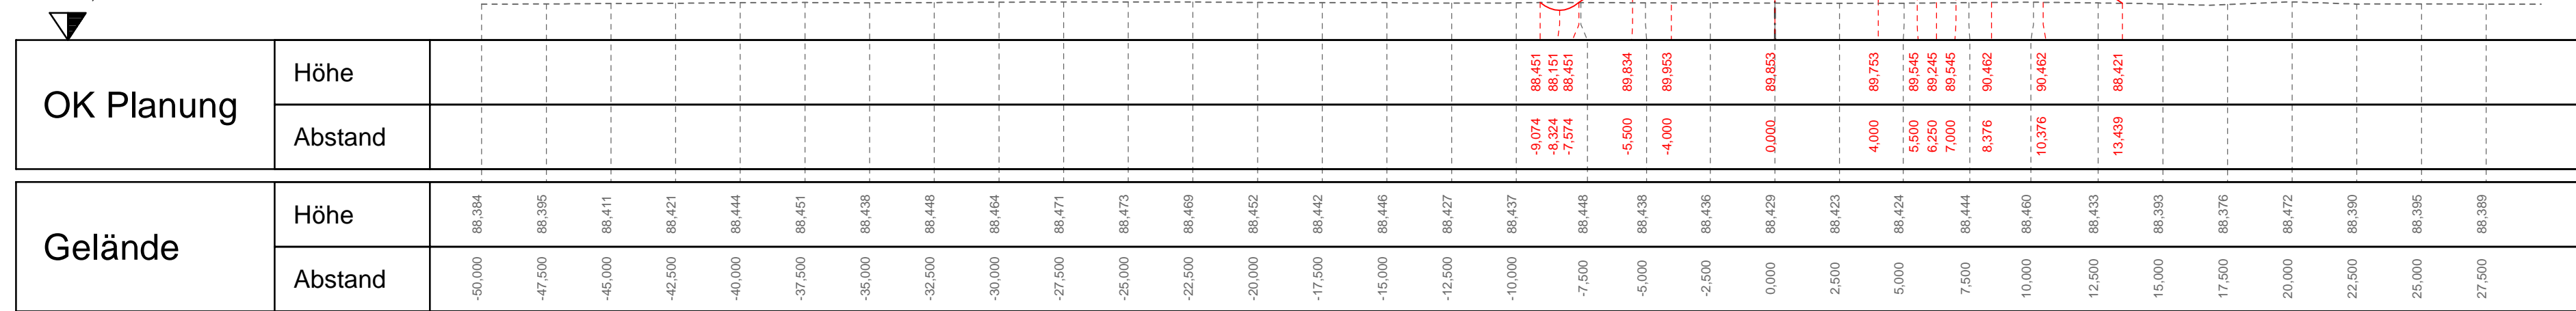 OK Planung
Höhe 88,451 88,151 88,451 89,834 89,953 89,853 89,753 89,545 89,245 89,545 90,462 90,462 88,421
Abstand -9,074 -8,324 -7,574 -5,500 -4,000 0,000 4,000 5,500 6,250 7,000 8,376 10,376 13,439
Gelände
Höhe 88,384 88,395 88,411 88,421 88,444 88,451 88,438 88,448 88,464 88,471 88,473 88,469 88,452 88,442 88,446 88,427 88,437 88,448 88,438 88,436 88,429 88,423 88,424 88,444 88,460 88,433 88,393 88,376 88,472 88,390 88,395 88,389
Abstand -50,000 -47,500 -45,000 -42,500 -40,000 -37,500 -35,000 -32,500 -30,000 -27,500 -25,000 -22,500 -20,000 -17,500 -15,000 -12,500 -10,000 -7,500 -5,000 -2,500 0,000 2,500 5,000 7,500 10,000 12,500 15,000 17,500 20,000 22,500 25,000 27,500